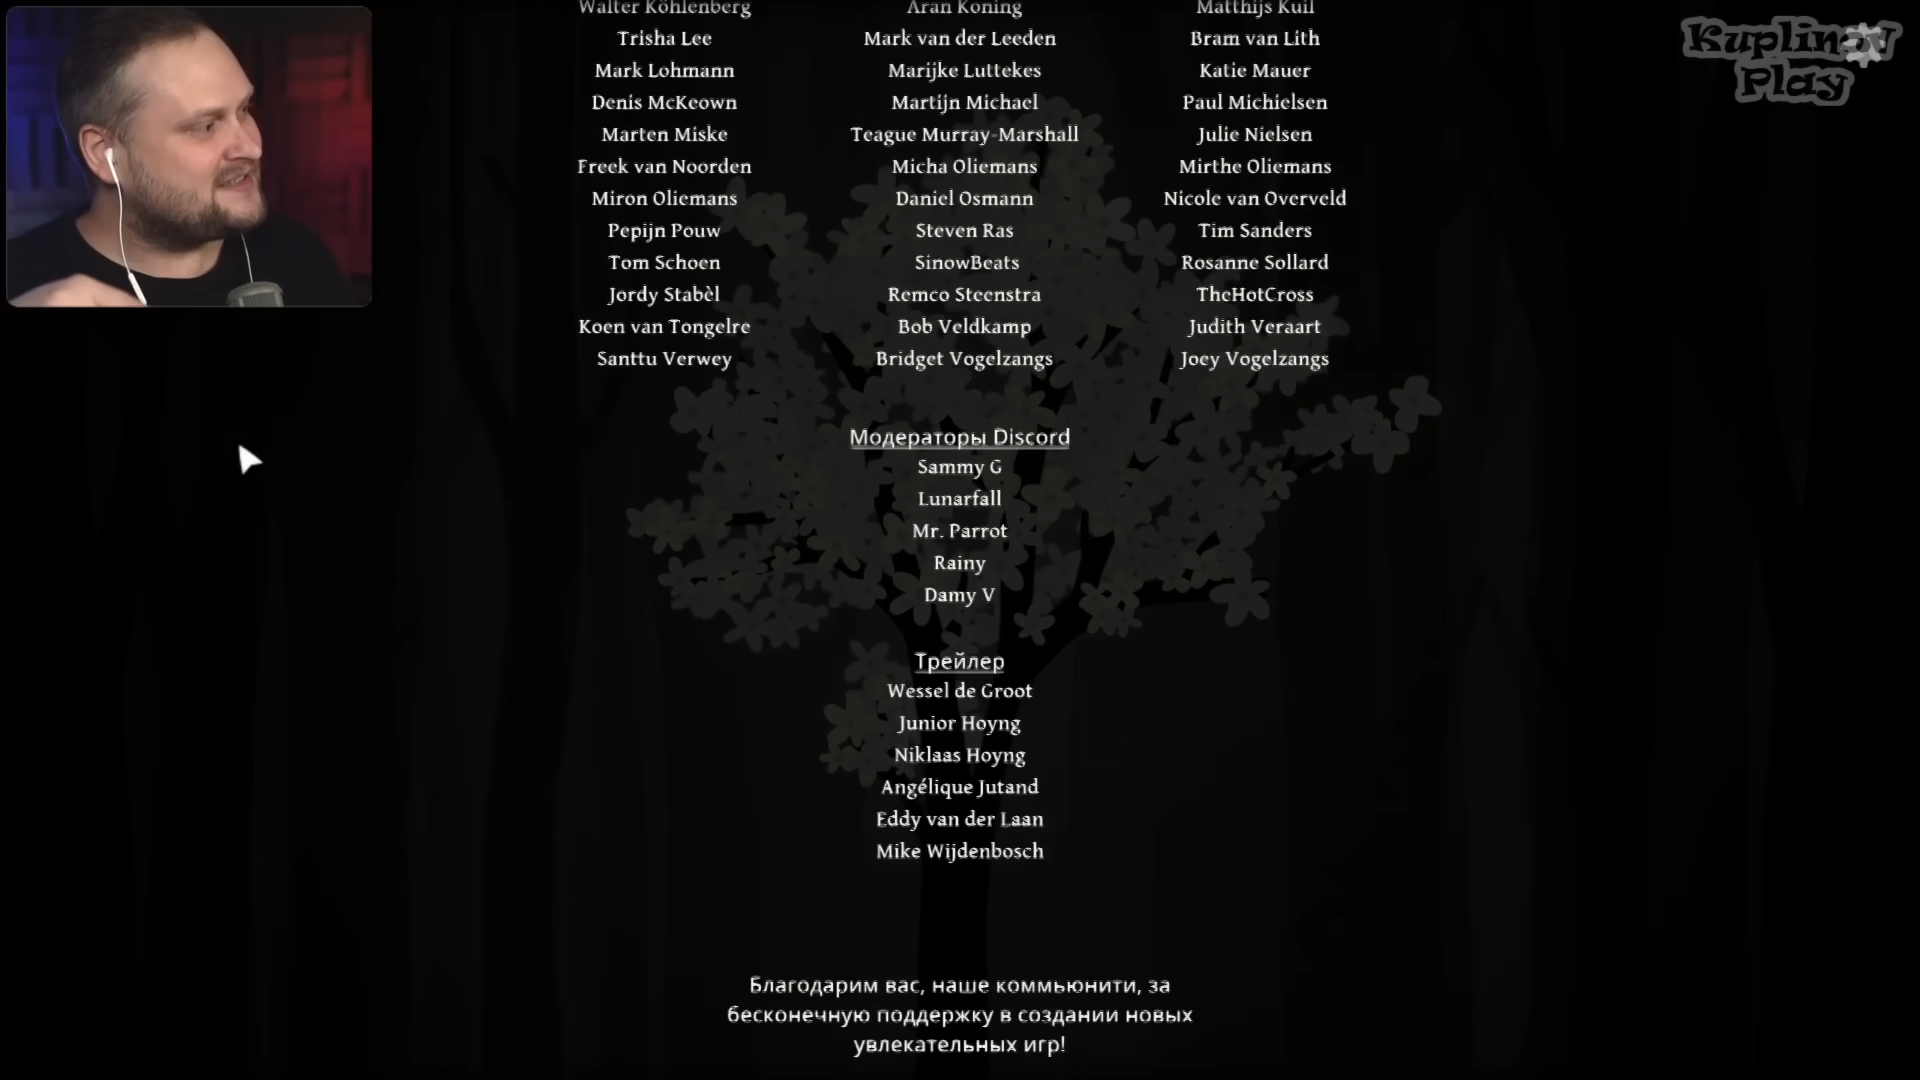 Kuplinov
Play
Walter Köhlenberg Aran Koning Matthijs Kuil
Trisha Lee Mark van der Leeden Bram van Lith
Mark Lohmann Marijke Luttekes Katie Mauer
Denis McKeown Martijn Michael Paul Michielsen
Marten Miske Teague Murray-Marshall Julie Nielsen
Freek van Noorden Micha Oliemans Mirthe Oliemans
Miron Oliemans Daniel Osmann Nicole van Overveld
Pepijn Pouw Steven Ras Tim Sanders
Tom Schoen SinowBeats Rosanne Sollard
Jordy Stabèl Remco Steenstra TheHotCross
Koen van Tongelre Bob Veldkamp Judith Veraart
Santtu Verwey Bridget Vogelzangs Joey Vogelzangs
Модераторы Discord
Sammy G
Lunarfall
Mr. Parrot
Rainy
Damy V
Трейлер
Wessel de Groot
Junior Hoyng
Niklaas Hoyng
Angélique Jutand
Eddy van der Laan
Mike Wijdenbosch
Благодарим вас, наше коммьюнити, за
бесконечную поддержку в создании новых
увлекательных игр!